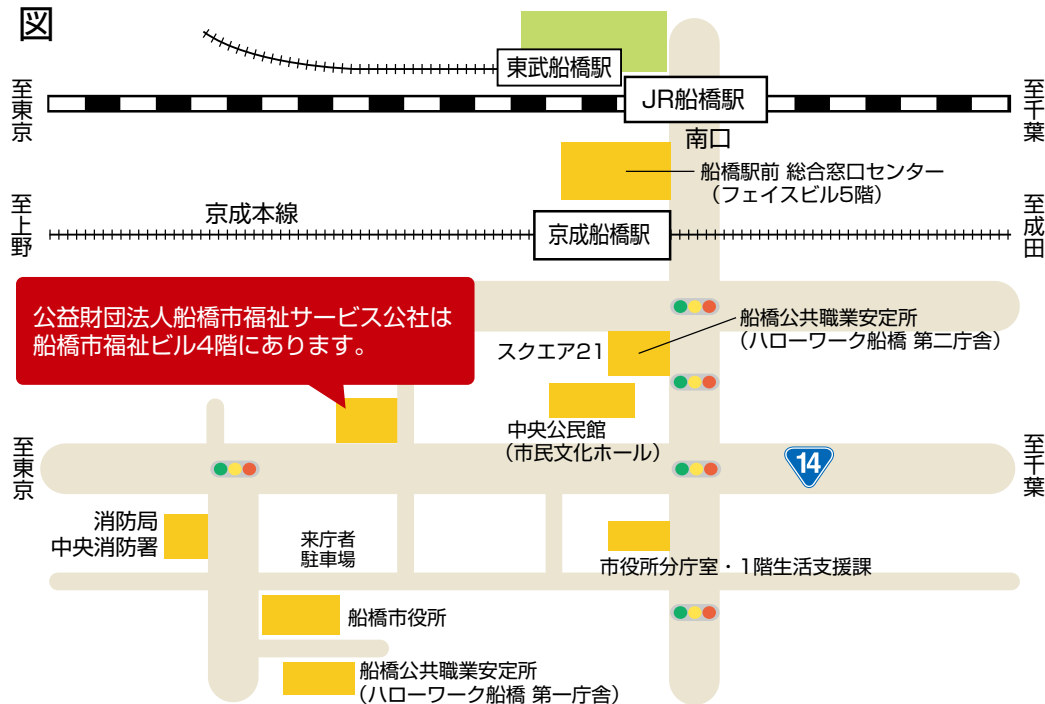 図
東武船橋駅
至東京
JR船橋駅
至千葉
南口
船橋駅前 総合窓口センター
（フェイスビル5階）
至上野
京成本線
京成船橋駅
至成田
公益財団法人船橋市福祉サービス公社は
船橋市福祉ビル4階にあります。
船橋公共職業安定所
（ハローワーク船橋 第二庁舎）
スクエア21
中央公民館
（市民文化ホール）
至東京
14
至千葉
消防局
中央消防署
来庁者
駐車場
市役所分庁室・1階生活支援課
船橋市役所
船橋公共職業安定所
（ハローワーク船橋 第一庁舎）